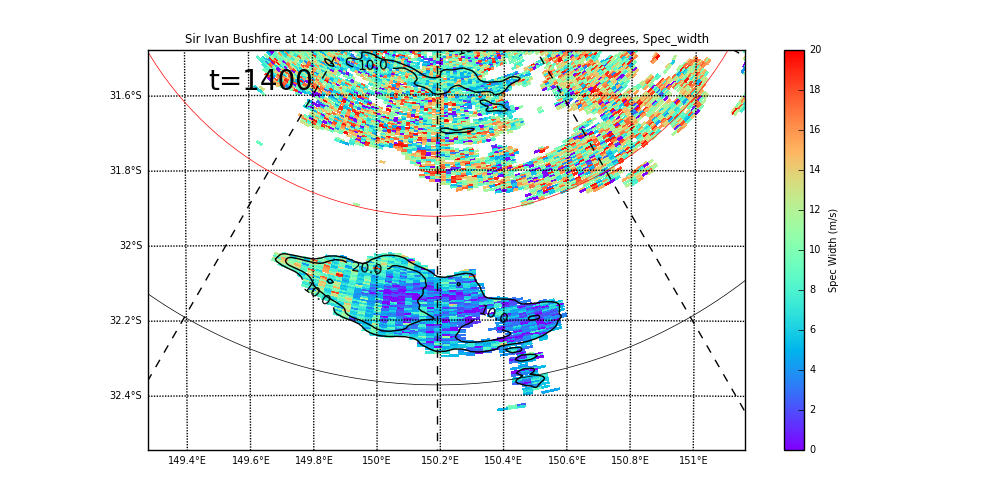 Sir Ivan Bushfire at 14:00 Local Time on 2017 02 12 at elevation 0.9 degrees, Spec_width
t=1400
10.0
20.0
10.0
10.0
31.6°S
31.8°S
32°S
32.2°S
32.4°S
149.4°E 149.6°E 149.8°E 150°E 150.2°E 150.4°E 150.6°E 150.8°E 151°E
20
18
16
14
12
10
8
6
4
2
0
Spec Width (m/s)